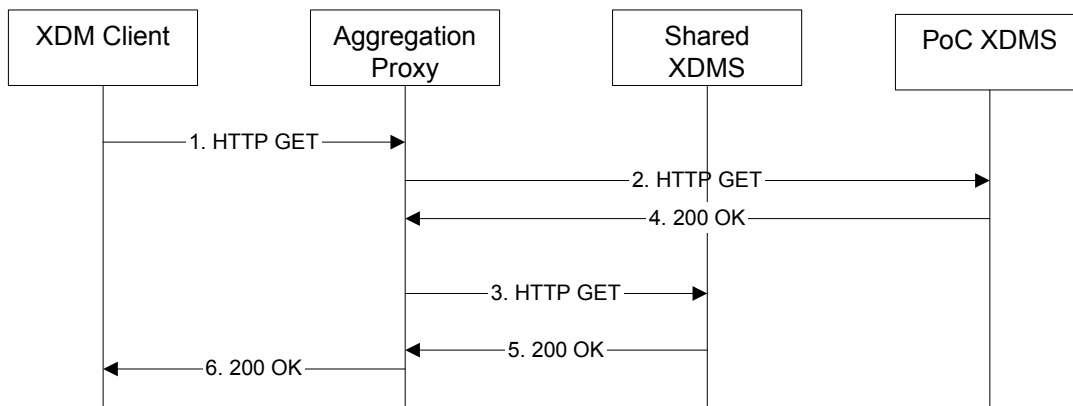 XDM Client
Aggregation
Proxy
Shared
XDMS
PoC XDMS
1. HTTP GET
2. HTTP GET
4. 200 OK
3. HTTP GET
5. 200 OK
6. 200 OK